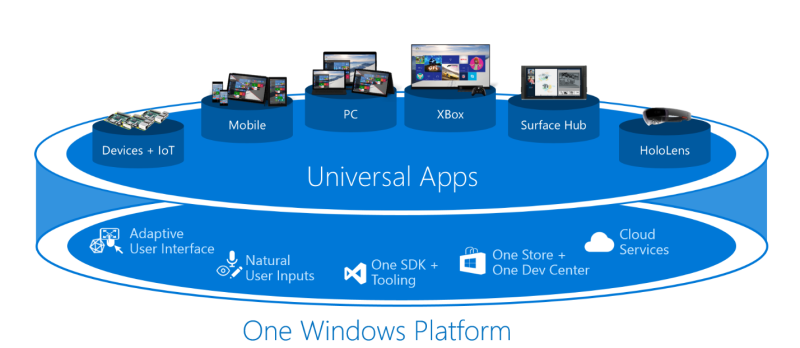 Devices + IoT
Mobile
PC
XBox
Surface Hub
HoloLens
Universal Apps
Adaptive
User Interface
Natural
User Inputs
One SDK +
Tooling
One Store +
One Dev Center
Cloud
Services
One Windows Platform